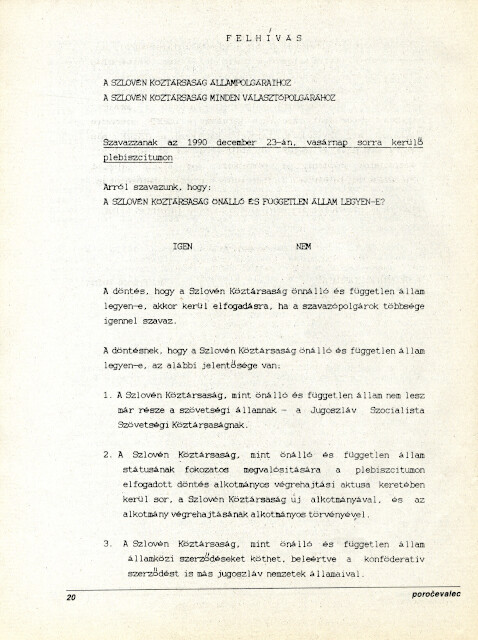 FELHÍVAS
A SZLOVÉN KÖZTÁRSASÁG ÁLLAMPOLGÁRAIHOZ
A SZLOVÉN KÖZTÁRSASÁG MINDEN VÁLASZTÓPOLGÁRÁHOZ
Szavazzanak az 1990 december 23-án, vasárnap sorra kerülő
plebiszcitumon
Arról szavazunk, hogy:
A SZLOVÉN KÖZTÁRSASÁG ÖNÁLLÓ ÉS FÜGGETLEN ÁLLAM LEGYEN-E?
IGEN NEM
A döntés, hogy a Szlovén Köztársaság önnálló és független állam
legyen-e, akkor kerül elfogadásra, ha a szavazópolgárok többsége
igennel szavaz.
A döntésnek, hogy a Szlovén Köztársaság önálló és független állam
legyen-e, az alábbi jelentősége van:
1. A Szlovén Köztársaság, mint önálló és független állam nem lesz
már része a szövetségi államnak - a Jugoszláv Szocialista
Szövetségi Köztársaságnak.
2. A Szlovén Köztársaság, mint önálló és független állam
státusának fokozatos megvalósitására a plebiszcitumon
elfogadott döntés alkotmányos végrehajtási aktusa keretében
kerül sor, a Szlovén Köztársaság új alkotmányával, és az
alkotmány végrehajtásának alkotmányos törvényével.
3. A Szlovén Köztársaság, mint önálló és független állam
államközi szerződéseket köthet, beleértve a konföderativ
szerződést is más jugoszláv nemzetek államaival.
20 poročevalec